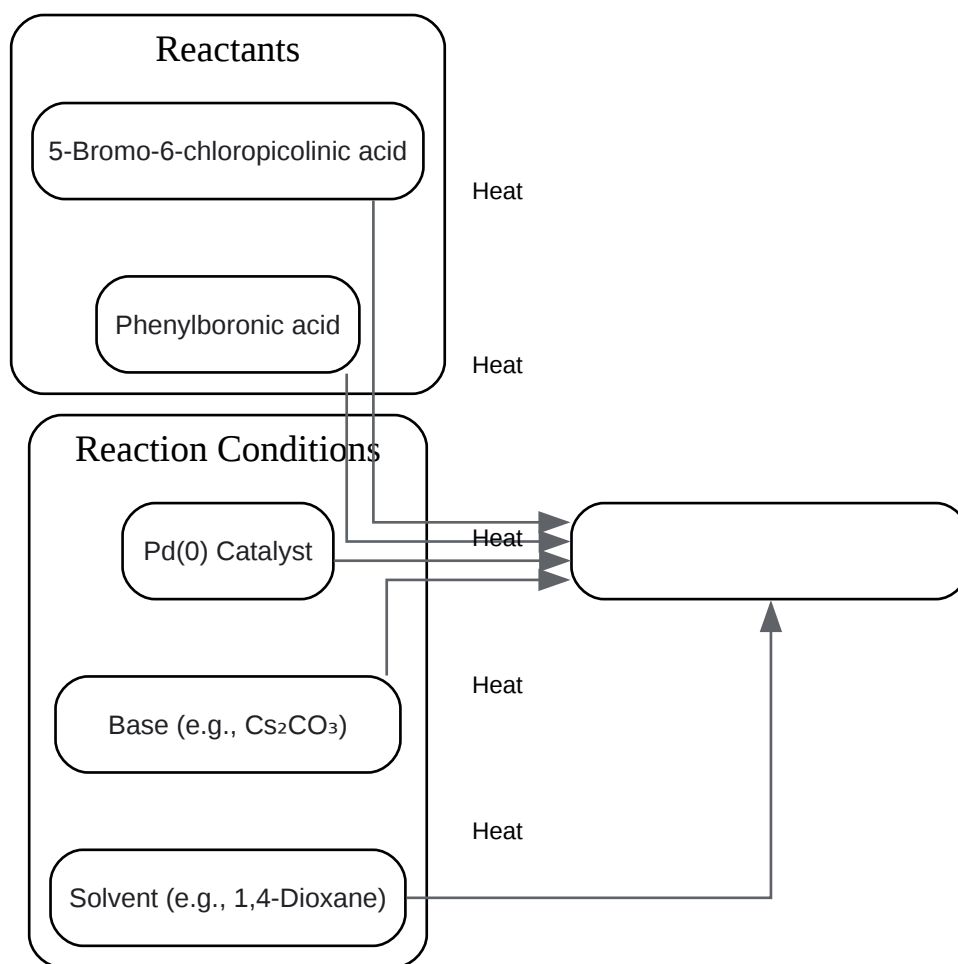 Reactants
5-Bromo-6-chloropicolinic acid
Heat
Phenylboronic acid
Heat
Reaction Conditions
Pd(0) Catalyst
Heat
Base (e.g., Cs₂CO₃)
Heat
Solvent (e.g., 1,4-Dioxane)
Heat